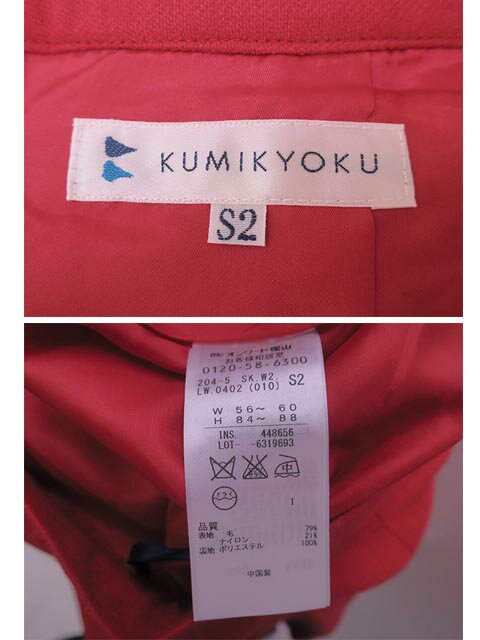 KUMIKYOKU
S2
㈱オンワード樫山
お客様相談室
0120-58-6300
204-5 SK.W2. S2
LW.0402 (010)
W 56～ 60
H 84～ 88
INS. 448656
LOT- -6319693
中
ドライ
1
品質
表地 毛 79%
ナイロン 21%
裏地 ポリエステル 100%
中国製